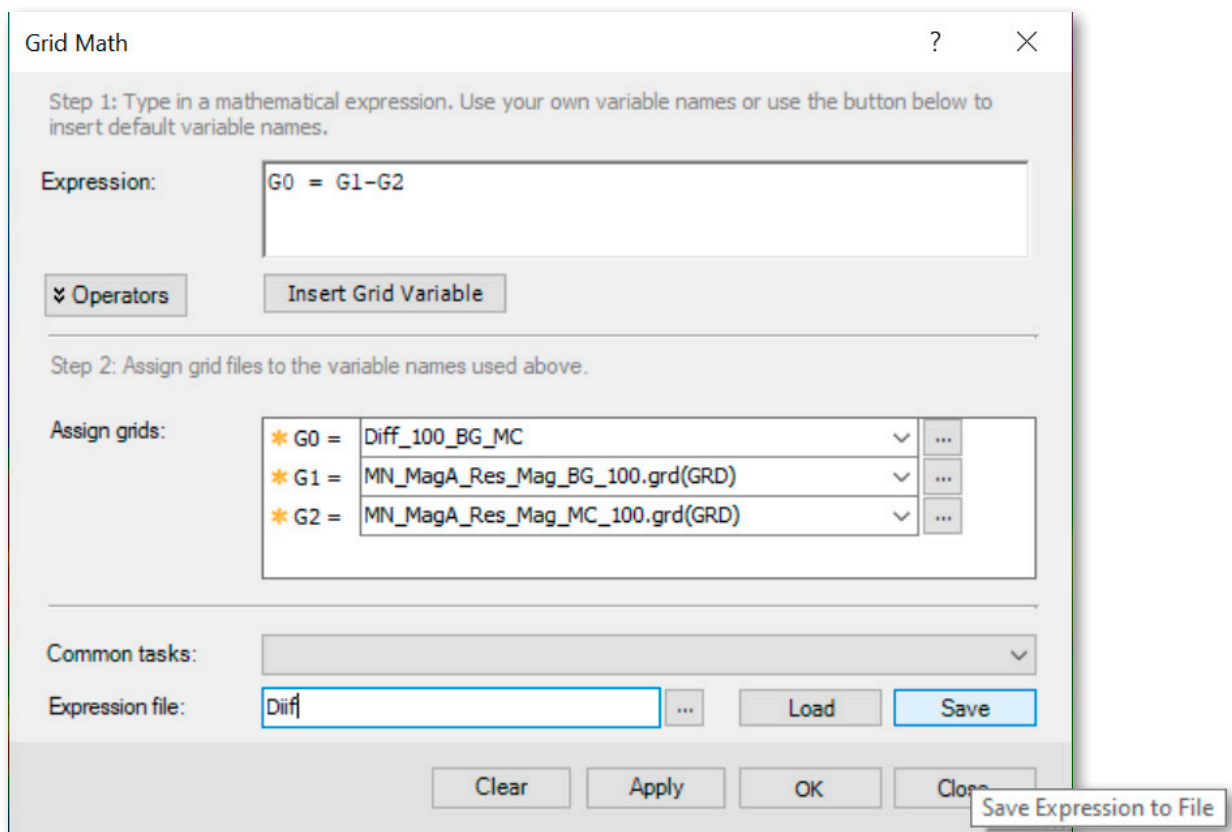 Grid Math ?
Step 1: Type in a mathematical expression. Use your own variable names or use the button below to
insert default variable names.
Expression: G0 = G1-G2
Operators Insert Grid Variable
Step 2: Assign grid files to the variable names used above.
Assign grids:
G0 = Diff_100_BG_MC ...
G1 = MN_MagA_Res_Mag_BG_100.grd(GRD) ...
G2 = MN_MagA_Res_Mag_MC_100.grd(GRD) ...
Common tasks:
Expression file: Diif ... Load Save
Clear Apply OK Close
Save Expression to File